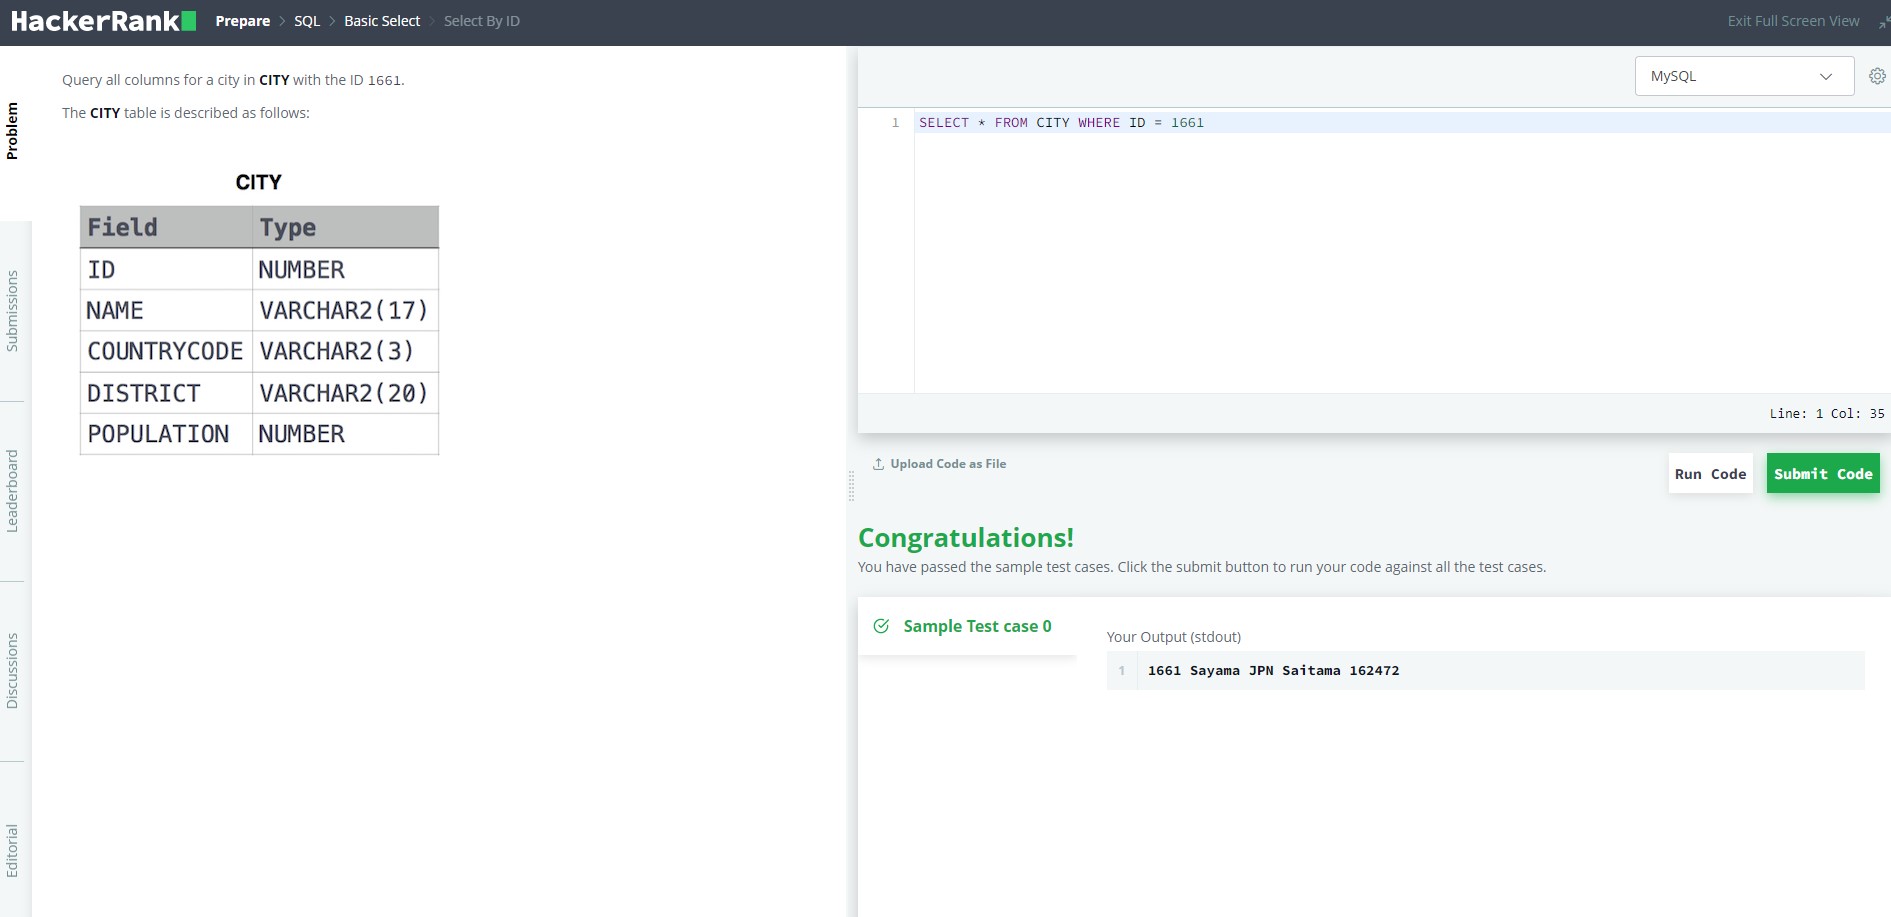 HackerRank
Prepare > SQL > Basic Select > Select By ID
Exit Full Screen View
Problem
Submissions
Leaderboard
Discussions
Editorial
Query all columns for a city in CITY with the ID 1661.
The CITY table is described as follows:
CITY
Field Type
ID NUMBER
NAME VARCHAR2(17)
COUNTRYCODE VARCHAR2(3)
DISTRICT VARCHAR2(20)
POPULATION NUMBER
MySQL
1 SELECT * FROM CITY WHERE ID = 1661
Line: 1 Col: 35
Upload Code as File
Run Code
Submit Code
Congratulations!
You have passed the sample test cases. Click the submit button to run your code against all the test cases.
Sample Test case 0
Your Output (stdout)
1 1661 Sayama JPN Saitama 162472